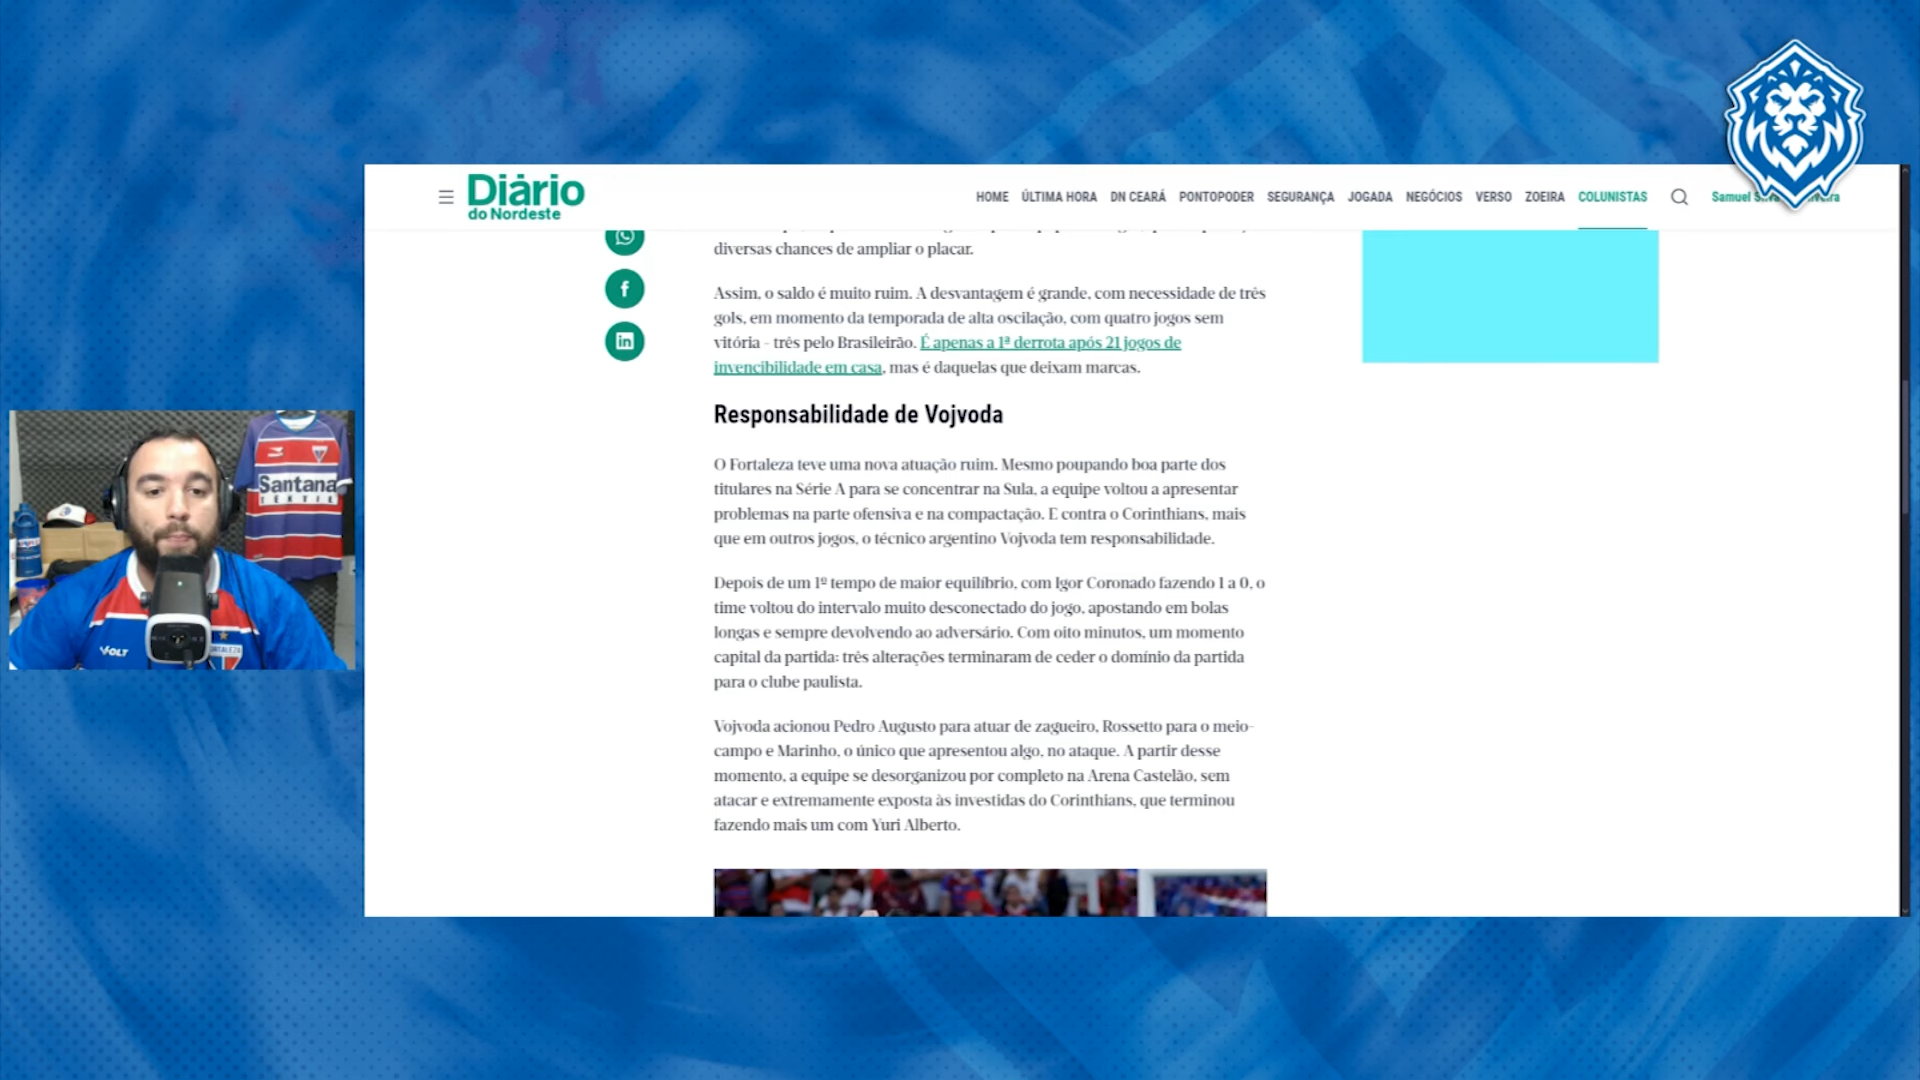 Diário
do Nordeste
HOME ÚLTIMA HORA DN CEARÁ PONTOPODER SEGURANÇA JOGADA NEGÓCIOS VERSO ZOEIRA COLUNISTAS
Samuel
diversas chances de ampliar o placar.
Assim, o saldo é muito ruim. A desvantagem é grande, com necessidade de três
gols, em momento da temporada de alta oscilação, com quatro jogos sem
vitória - três pelo Brasileirão. É apenas a 1ª derrota após 21 jogos de
invencibilidade em casa, mas é daquelas que deixam marcas.
Responsabilidade de Vojvoda
O Fortaleza teve uma nova atuação ruim. Mesmo poupando boa parte dos
titulares na Série A para se concentrar na Sula, a equipe voltou a apresentar
problemas na parte ofensiva e na compactação. E contra o Corinthians, mais
que em outros jogos, o técnico argentino Vojvoda tem responsabilidade.
Depois de um 1º tempo de maior equilíbrio, com Igor Coronado fazendo 1 a 0, o
time voltou do intervalo muito desconectado do jogo, apostando em bolas
longas e sempre devolvendo ao adversário. Com oito minutos, um momento
capital da partida: três alterações terminaram de ceder o domínio da partida
para o clube paulista.
Vojvoda acionou Pedro Augusto para atuar de zagueiro, Rossetto para o meio-
campo e Marinho, o único que apresentou algo, no ataque. A partir desse
momento, a equipe se desorganizou por completo na Arena Castelão, sem
atacar e extremamente exposta às investidas do Corinthians, que terminou
fazendo mais um com Yuri Alberto.
Santana
TÊXTIL
VOLT